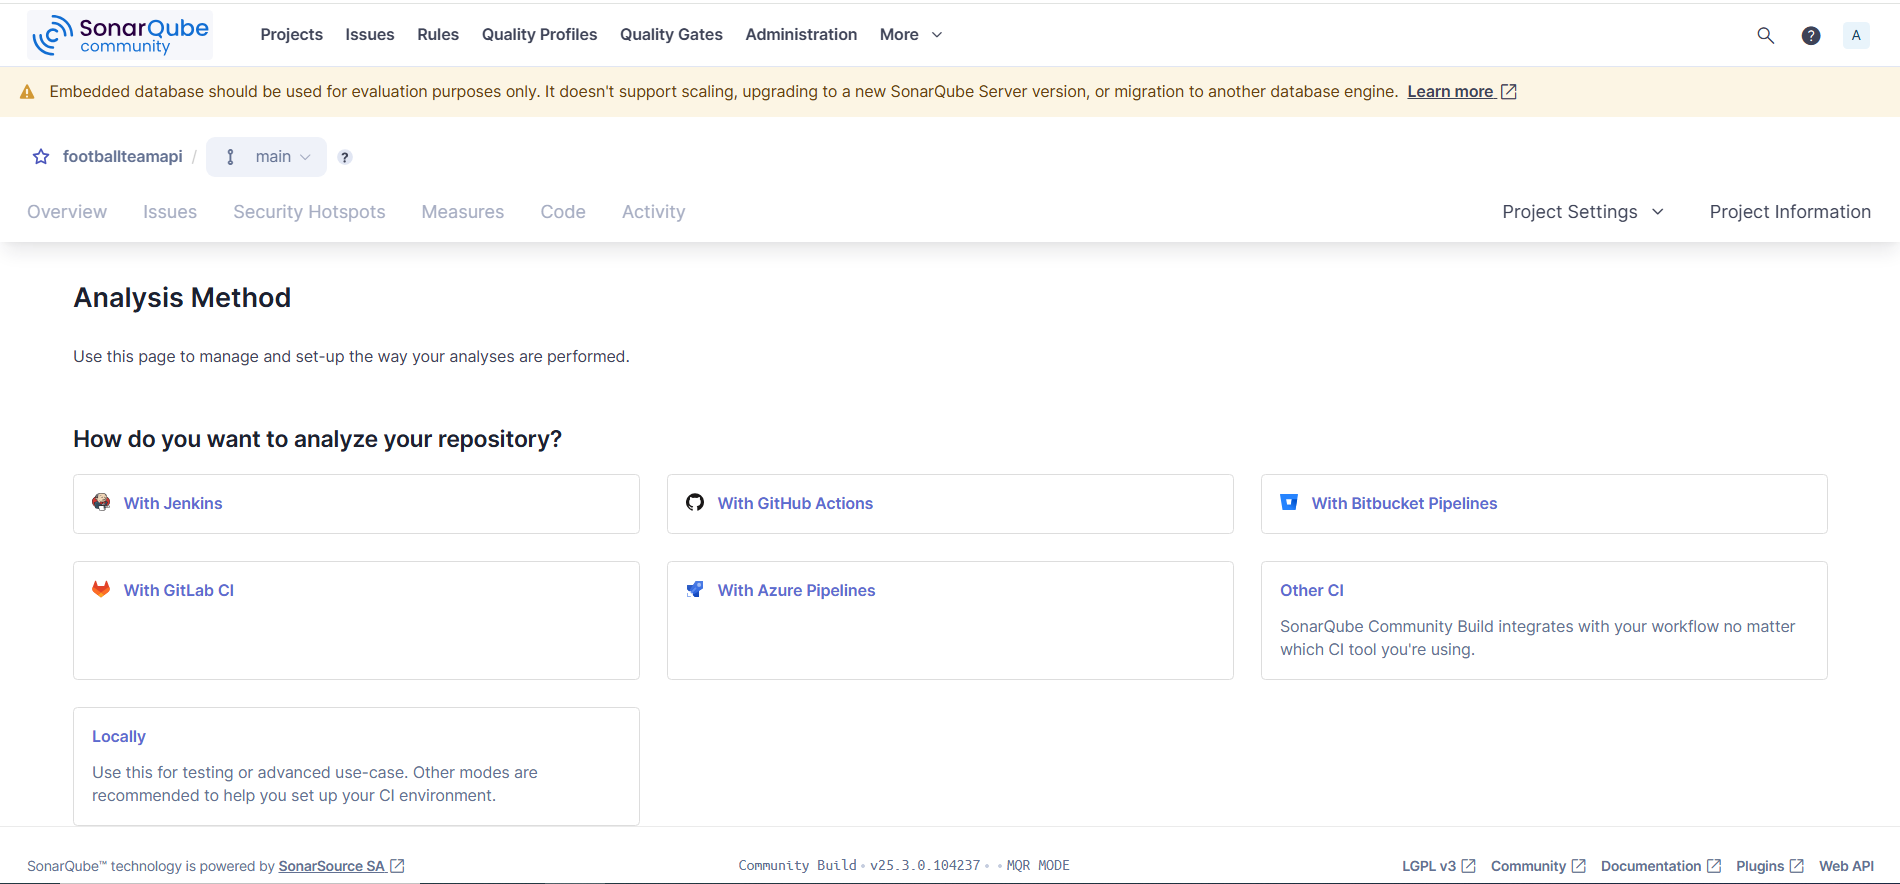 SonarQube
community
Projects Issues Rules Quality Profiles Quality Gates Administration More
? A
Embedded database should be used for evaluation purposes only. It doesn't support scaling, upgrading to a new SonarQube Server version, or migration to another database engine. Learn more
footballteamapi / main ?
Overview Issues Security Hotspots Measures Code Activity Project Settings Project Information
Analysis Method
Use this page to manage and set-up the way your analyses are performed.
How do you want to analyze your repository?
With Jenkins
With GitHub Actions
With Bitbucket Pipelines
With GitLab CI
With Azure Pipelines
Other CI
SonarQube Community Build integrates with your workflow no matter
which CI tool you're using.
Locally
Use this for testing or advanced use-case. Other modes are
recommended to help you set up your CI environment.
SonarQube™ technology is powered by SonarSource SA
Community Build • v25.3.0.104237 • • MQR MODE
LGPL v3 Community Documentation Plugins Web API